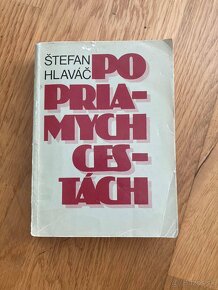 ŠTEFAN
HLAVÁČ
PO
PRIA-
MYCH
CES-
TÁCH